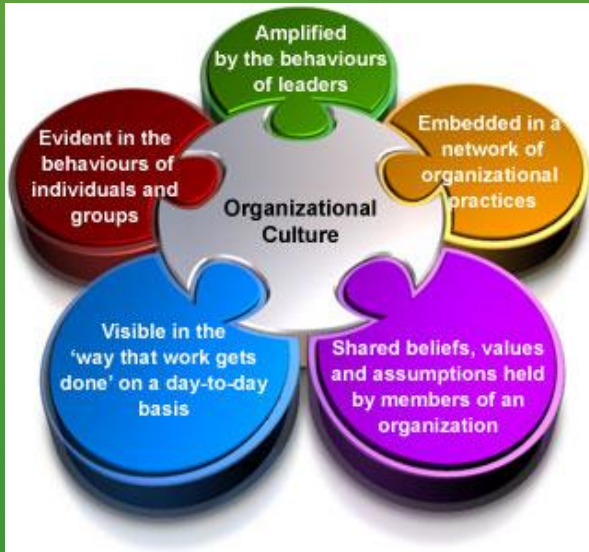 Amplified
by the behaviours
of leaders
Evident in the
behaviours of
individuals and
groups
Embedded in a
network of
organizational
practices
Organizational
Culture
Visible in the
‘way that work gets
done’ on a day-to-day
basis
Shared beliefs, values
and assumptions held
by members of an
organization